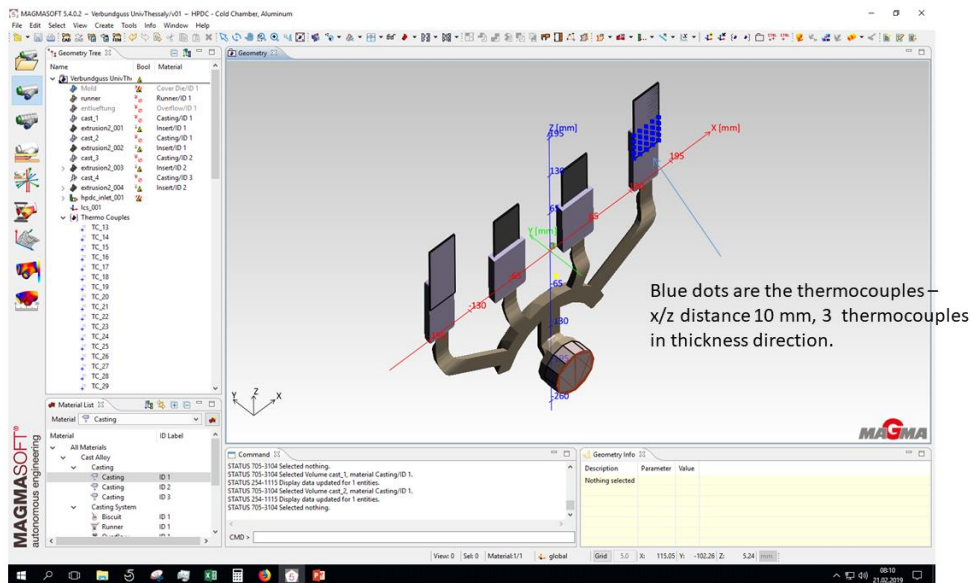 MAGMASOFT 5.4.0.2 – Verbundguss UnivThessaly/v01 – HPDC - Cold Chamber, Aluminum
File Edit Select View Create Tools Info Window Help
Geometry Tree
Name Bool Material
Verbundguss UnivThe
Mold Cover Die/ID 1
runner Runner/ID 1
entlueftung Overflow/ID 1
cast_1 Casting/ID 1
extrusion2_001 Insert/ID 1
cast_2 Casting/ID 1
extrusion2_002 Insert/ID 1
cast_3 Casting/ID 2
extrusion2_003 Insert/ID 2
cast_4 Casting/ID 3
extrusion2_004 Insert/ID 2
hpdc_inlet_001
lcs_001
Thermo Couples
TC_13
TC_14
TC_15
TC_16
TC_17
TC_18
TC_19
TC_20
TC_21
TC_22
TC_23
TC_24
TC_25
TC_26
TC_27
TC_28
TC_29
Geometry
Z [mm]
195
X [mm]
195
130
65
65
Y [mm]
-65
-65
-130
-130
-260
Y Z X
Blue dots are the thermocouples –
x/z distance 10 mm, 3 thermocouples
in thickness direction.
MAGMA
Material List
Material Casting
Material ID Label
All Materials
Cast Alloy
Casting
Casting ID 1
Casting ID 2
Casting ID 3
Casting System
Biscuit ID 1
Runner ID 1
MAGMASOFT
autonomous engineering
Command
STATUS 705-3104 Selected nothing.
STATUS 705-3104 Selected Volume cast_1, material Casting/ID 1.
STATUS 254-1115 Display data updated for 1 entities.
STATUS 705-3104 Selected Volume cast_2, material Casting/ID 1.
STATUS 254-1115 Display data updated for 1 entities.
STATUS 705-3104 Selected nothing.
CMD >
Geometry Info
Description Parameter Value
Nothing selected
View: 0 Sel: 0 Material:1/1 global Grid 5.0 X: 115.05 Y: -102.26 Z: 5.24 mm
08:10
21.02.2019